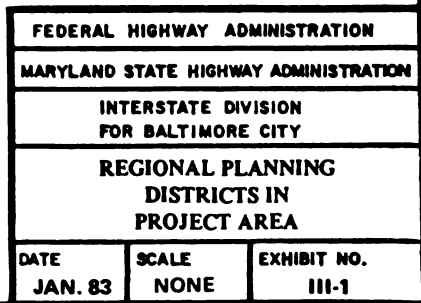 FEDERAL HIGHWAY ADMINISTRATION
MARYLAND STATE HIGHWAY ADMINISTRATION
INTERSTATE DIVISION
FOR BALTIMORE CITY
REGIONAL PLANNING
DISTRICTS IN
PROJECT AREA
DATE SCALE EXHIBIT NO.
JAN. 83 NONE III-1